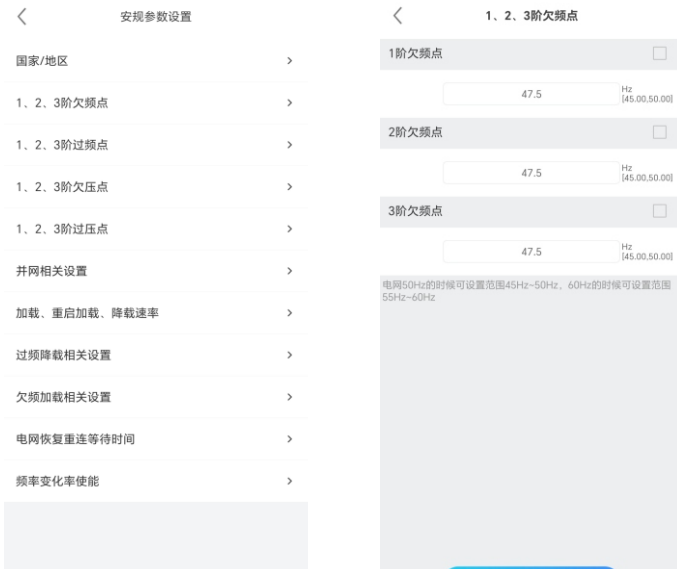 安规参数设置
国家/地区
1、2、3阶欠频点
1、2、3阶过频点
1、2、3阶欠压点
1、2、3阶过压点
并网相关设置
加载、重启加载、降载速率
过频降载相关设置
欠频加载相关设置
电网恢复重连等待时间
频率变化率使能
1、2、3阶欠频点
1阶欠频点
47.5
Hz
[45.00,50.00]
2阶欠频点
47.5
Hz
[45.00,50.00]
3阶欠频点
47.5
Hz
[45.00,50.00]
电网50Hz的时候可设置范围45Hz~50Hz、60Hz的时候可设置范围
55Hz~60Hz